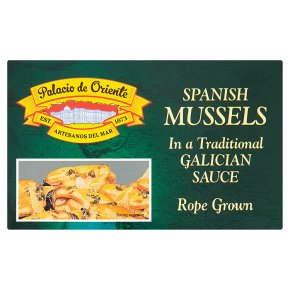 Palacio de Oriente
EST. 1873
ARTESANOS DEL MAR
SPANISH
MUSSELS
In a Traditional
GALICIAN
SAUCE
Rope Grown